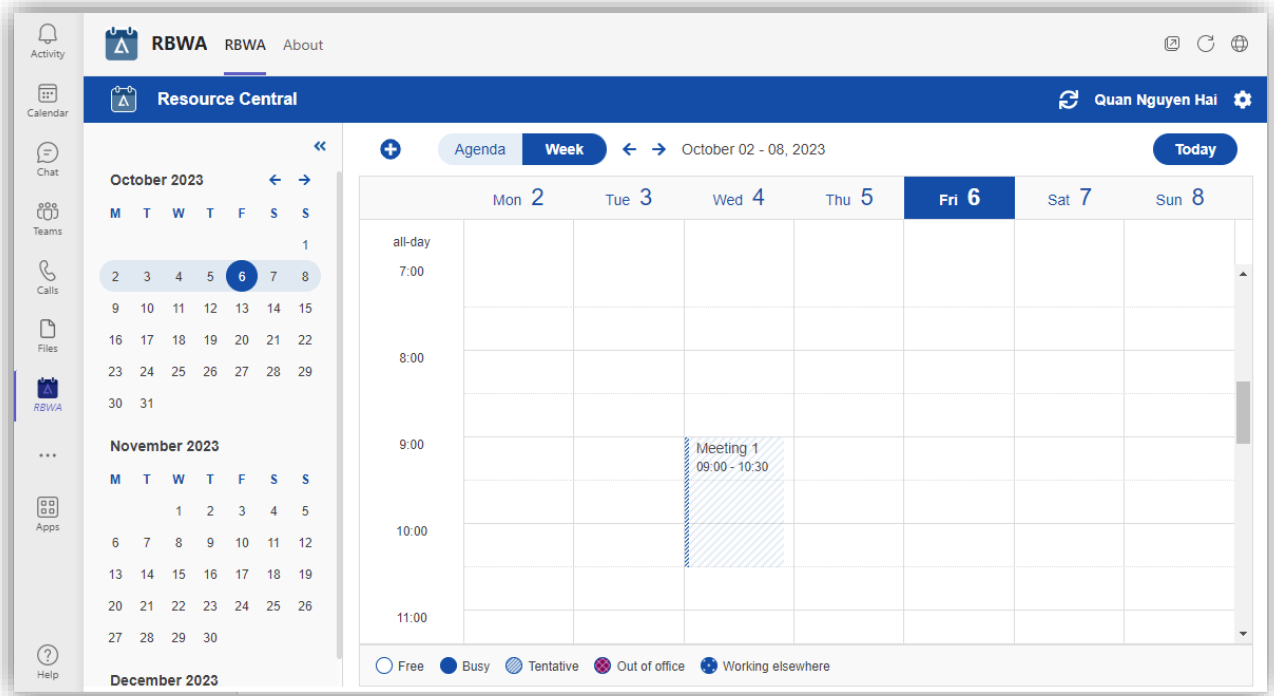 Activity
Calendar
Chat
Teams
Calls
Files
RBWA
Apps
Help
RBWA RBWA About
Resource Central Quan Nguyen Hai
October 2023
M T W T F S S
1
2 3 4 5 6 7 8
9 10 11 12 13 14 15
16 17 18 19 20 21 22
23 24 25 26 27 28 29
30 31
November 2023
M T W T F S S
1 2 3 4 5
6 7 8 9 10 11 12
13 14 15 16 17 18 19
20 21 22 23 24 25 26
27 28 29 30
December 2023
Agenda Week October 02 - 08, 2023 Today
Mon 2 Tue 3 Wed 4 Thu 5 Fri 6 Sat 7 Sun 8
all-day
7:00
8:00
9:00 Meeting 1
09:00 - 10:30
10:00
11:00
Free Busy Tentative Out of office Working elsewhere